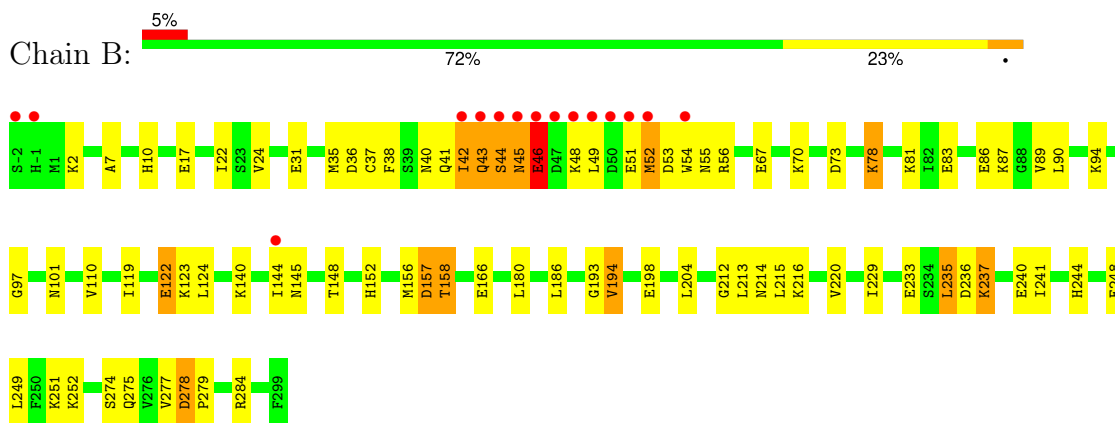 5%
Chain B:
72% 23% •
S-2 H-1 M1 K2 A7 H10 E17 I22 S23 V24 E31 M35 D36 C37 F38 S39 N40 Q41 I42 Q43 S44 N45 E46 D47 K48 L49 D50 E51 M52 D53 W54 N55 R56 E67 K70 D73 K78 K81 I82 E83 E86 K87 G88 V89 L90 K94
G97 N101 V110 I119 E122 K123 L124 K140 I144 N145 T148 H152 M156 D157 T158 E166 L180 L186 G193 V194 E198 L204 G212 L213 N214 L215 K216 V220 I229 E233 S234 L235 D236 K237 E240 I241 H244
L249 F250 K251 K252 S274 Q275 V276 V277 D278 P279 R284 F299